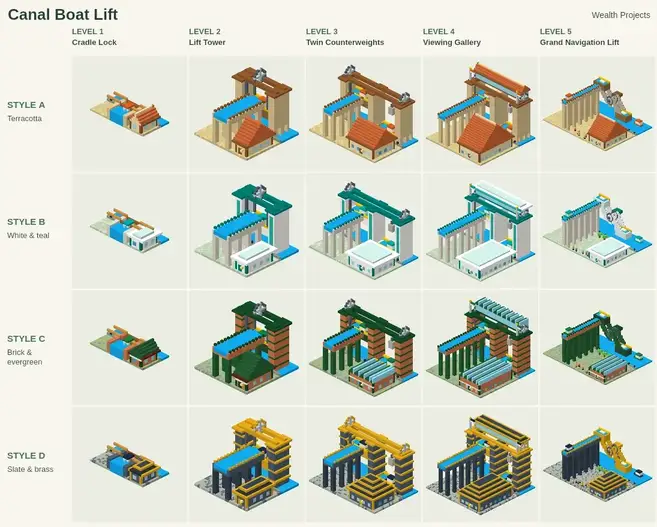 Canal Boat Lift
Wealth Projects
LEVEL 1
Cradle Lock
LEVEL 2
Lift Tower
LEVEL 3
Twin Counterweights
LEVEL 4
Viewing Gallery
LEVEL 5
Grand Navigation Lift
STYLE A
Terracotta
STYLE B
White & teal
STYLE C
Brick &
evergreen
STYLE D
Slate & brass